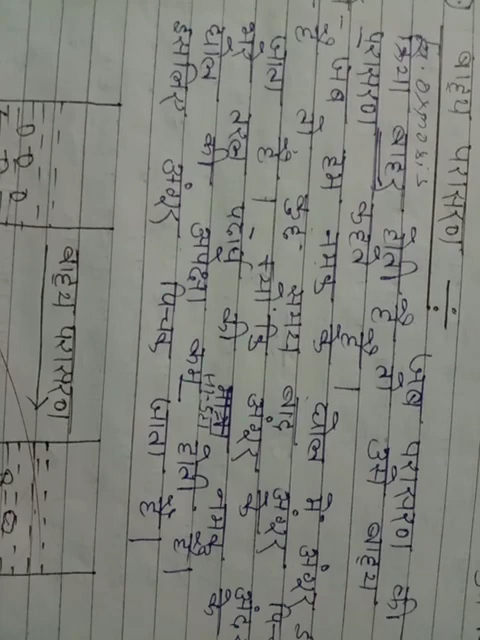 बाह्य परासरण :-
जब परासरण की
क्रिया बाहर होती है तो उसे बाह्य
परासरण कहते हैं।
जब हम नमक के घोल में अंगूर
है तो कुछ समय बाद अंगूर पि-
जाता है। - क्योंकि अंगूर के
भरे तरल पदार्थ की सान्द्रता नमक के
घोल की अपेक्षा कम होती है।
इसलिए अंगूर पिचक जाता है।
बाह्य परासरण